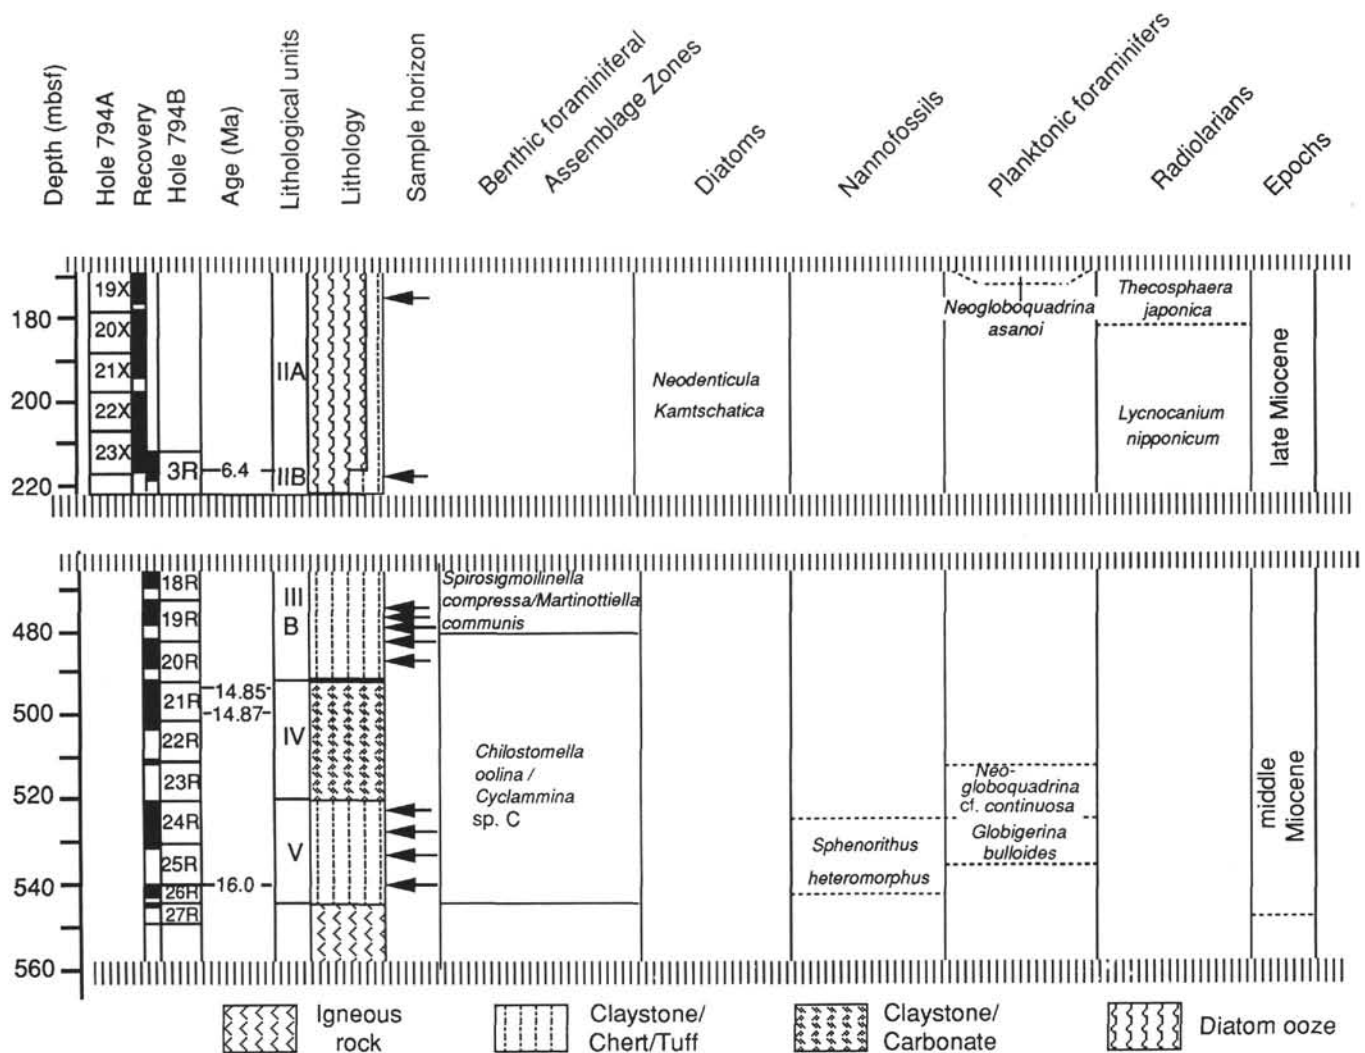 Depth (mbsf)
Hole 794A
Recovery
Hole 794B
Age (Ma)
Lithological units
Lithology
Sample horizon
Benthic foraminiferal
Assemblage Zones
Diatoms
Nannofossils
Planktonic foraminifers
Radiolarians
Epochs
180
200
220
19X
20X
21X
22X
23X
3R
6.4
IIA
IIB
Neodenticula
Kamtschatica
Neogloboquadrina
asanoi
Thecosphaera
japonica
Lycnocanium
nipponicum
late Miocene
480
500
520
540
560
18R
19R
20R
21R
22R
23R
24R
25R
26R
27R
14.85
14.87
16.0
III
B
IV
V
Spirosigmoilinella
compressa/Martinottiella
communis
Chilostomella
oolina /
Cyclammina
sp. C
Sphenorithus
heteromorphus
Neo-
globoquadrina
cf. continuosa
Globigerina
bulloides
middle
Miocene
Igneous
rock
Claystone/
Chert/Tuff
Claystone/
Carbonate
Diatom ooze